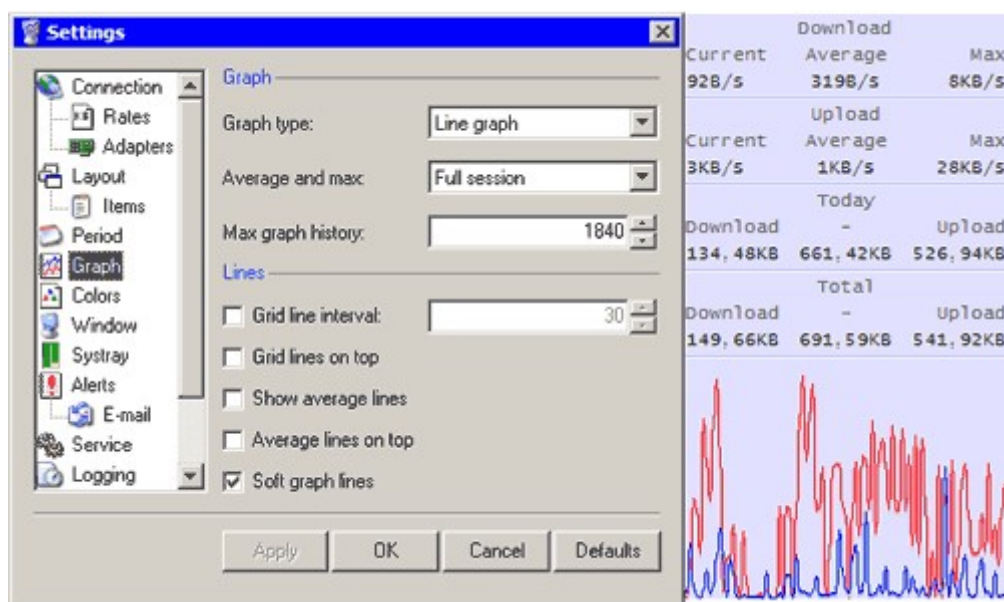 Settings
Connection
Rates
Adapters
Layout
Items
Period
Graph
Colors
Window
Systray
Alerts
E-mail
Service
Logging
Graph
Graph type: Line graph
Average and max: Full session
Max graph history: 1840
Lines
Grid line interval: 30
Grid lines on top
Show average lines
Average lines on top
Soft graph lines
Apply OK Cancel Defaults
Download
Current Average Max
92B/s 319B/s 8KB/s
Upload
Current Average Max
3KB/s 1KB/s 28KB/s
Today
Download - Upload
134,48KB 661,42KB 526,94KB
Total
Download - Upload
149,66KB 691,59KB 541,92KB